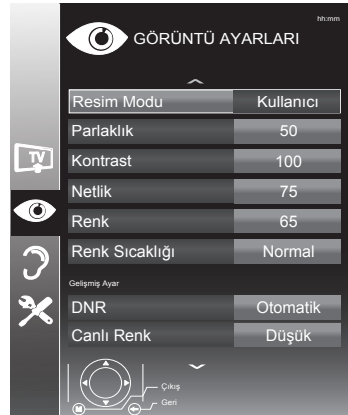 hh:mm
GÖRÜNTÜ AYARLARI
Resim Modu Kullanıcı
Parlaklık 50
Kontrast 100
Netlik 75
Renk 65
Renk Sıcaklığı Normal
Gelişmiş Ayar
DNR Otomatik
Canlı Renk Düşük
Çıkış
Geri
TV
M